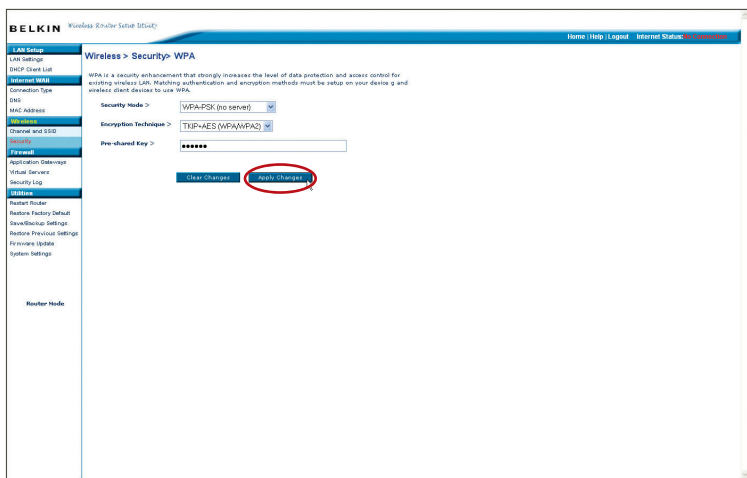 BELKIN Wireless Router Setup Utility
Home | Help | Logout Internet Status: No Connection
LAN Setup
LAN Settings
DHCP Client List
Internet WAN
Connection Type
DNS
MAC Address
Wireless
Channel and SSID
Security
Firewall
Application Gateways
Virtual Servers
Security Log
Utilities
Restart Router
Restore Factory Default
Save/Backup Settings
Restore Previous Settings
Firmware Update
System Settings
Router Mode
Wireless > Security> WPA
WPA is a security enhancement that strongly increases the level of data protection and access control for
existing wireless LAN. Matching authentication and encryption methods must be setup on your device g and
wireless client devices to use WPA.
Security Mode > WPA-PSK (no server)
Encryption Technique > TKIP+AES (WPA/WPA2)
Pre-shared Key > ●●●●●●
Clear Changes Apply Changes